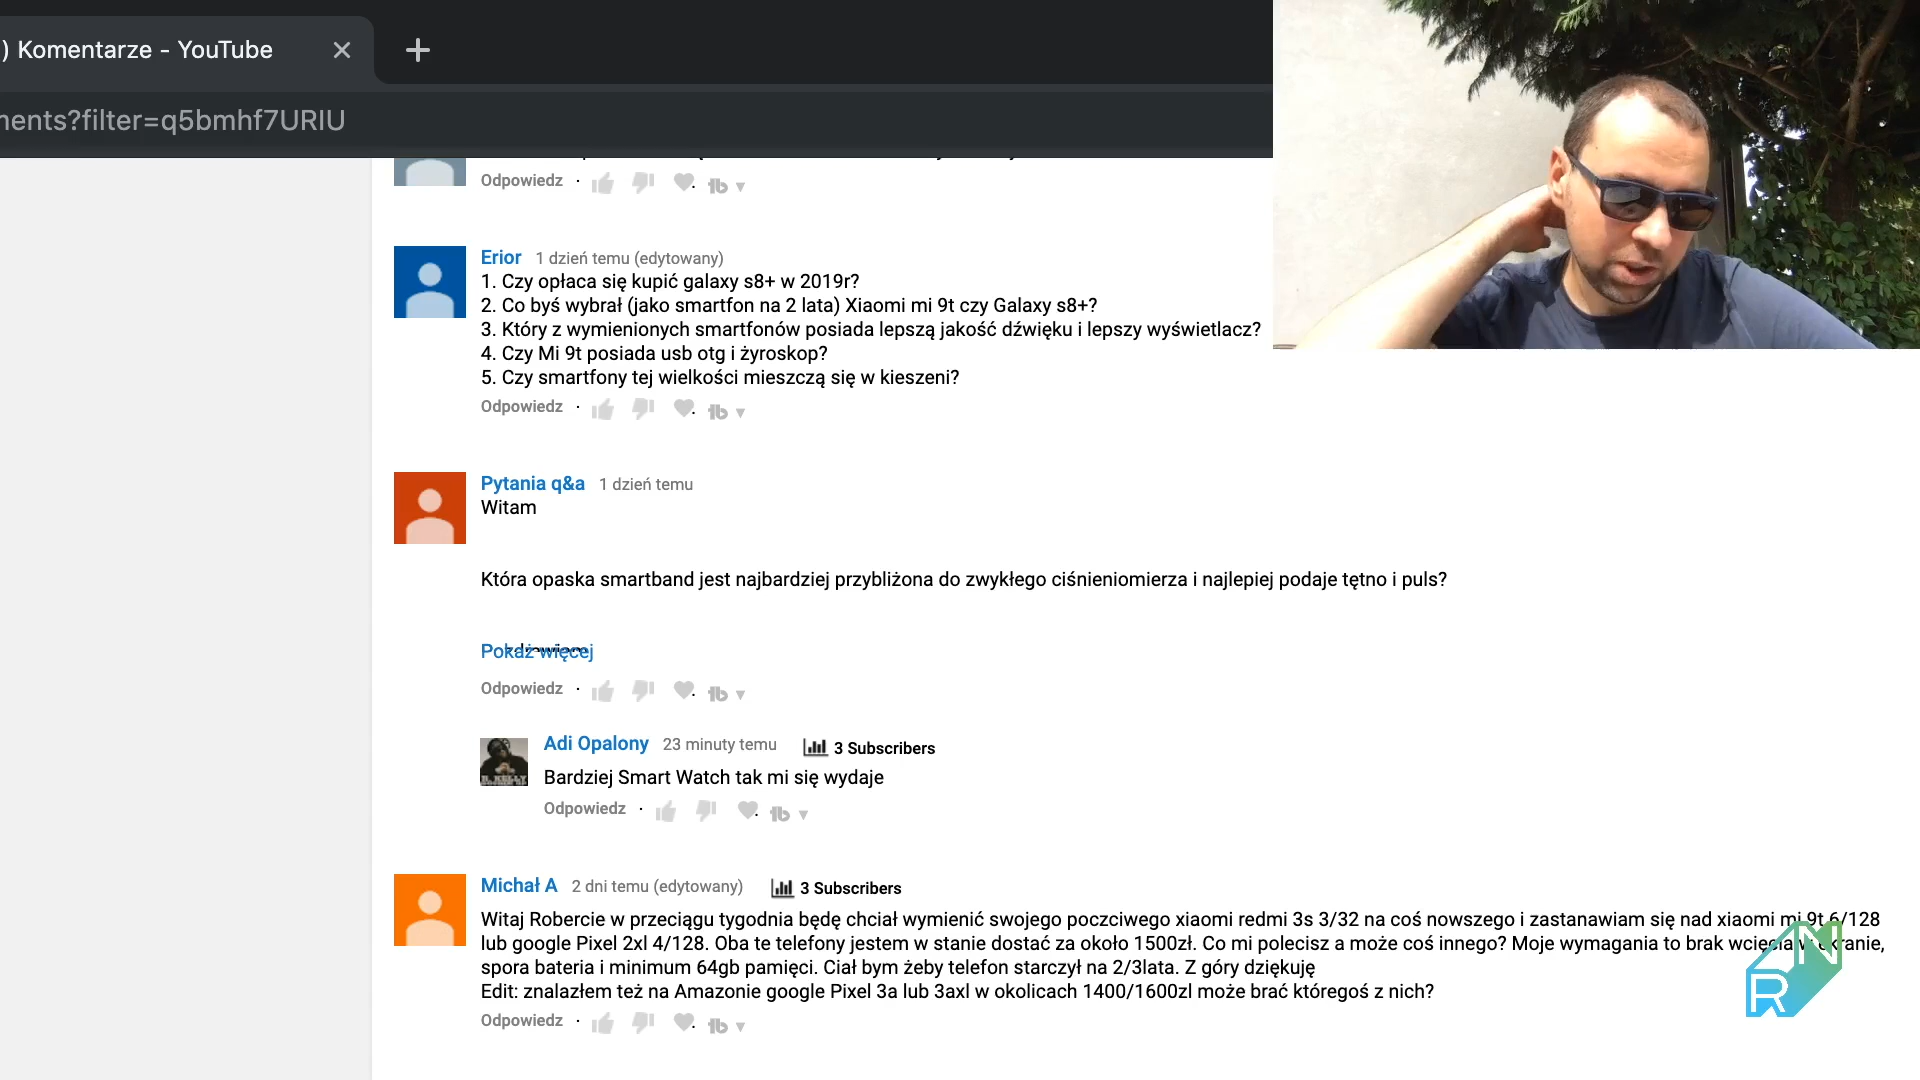 ) Komentarze - YouTube
nents?filter=q5bmhf7URIU
Odpowiedz ·
Erior 1 dzień temu (edytowany)
1. Czy opłaca się kupić galaxy s8+ w 2019r?
2. Co byś wybrał (jako smartfon na 2 lata) Xiaomi mi 9t czy Galaxy s8+?
3. Który z wymienionych smartfonów posiada lepszą jakość dźwięku i lepszy wyświetlacz?
4. Czy Mi 9t posiada usb otg i żyroskop?
5. Czy smartfony tej wielkości mieszczą się w kieszeni?
Odpowiedz ·
Pytania q&a 1 dzień temu
Witam
Która opaska smartband jest najbardziej przybliżona do zwykłego ciśnieniomierza i najlepiej podaje tętno i puls?
Pokaż więcej
Odpowiedz ·
Adi Opalony 23 minuty temu 3 Subscribers
Bardziej Smart Watch tak mi się wydaje
Odpowiedz ·
Michał A 2 dni temu (edytowany) 3 Subscribers
Witaj Robercie w przeciągu tygodnia będę chciał wymienić swojego poczciwego xiaomi redmi 3s 3/32 na coś nowszego i zastanawiam się nad xiaomi mi 9t 6/128
lub google Pixel 2xl 4/128. Oba te telefony jestem w stanie dostać za około 1500zł. Co mi polecisz a może coś innego? Moje wymagania to brak wcięcia w ekranie,
spora bateria i minimum 64gb pamięci. Ciał bym żeby telefon starczył na 2/3lata. Z góry dziękuję
Edit: znalazłem też na Amazonie google Pixel 3a lub 3axl w okolicach 1400/1600zl może brać któregoś z nich?
Odpowiedz ·
RN